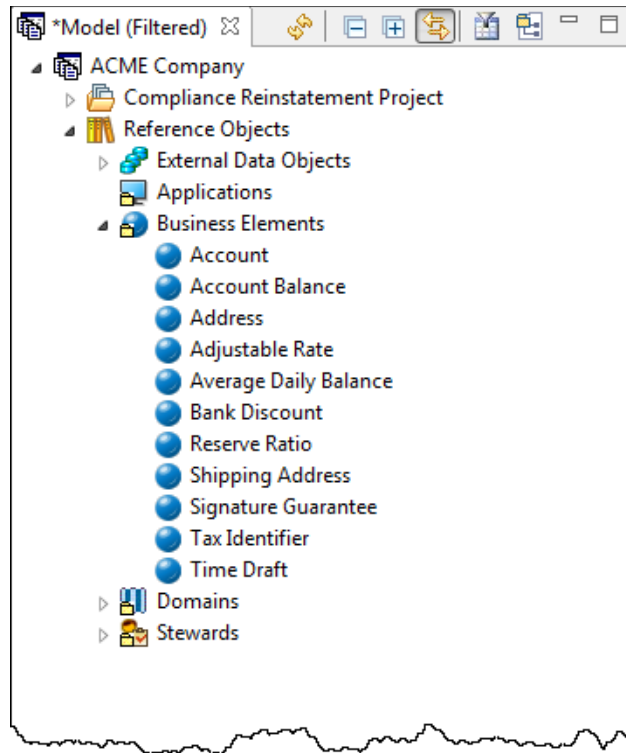 *Model (Filtered)
ACME Company
Compliance Reinstatement Project
Reference Objects
External Data Objects
Applications
Business Elements
Account
Account Balance
Address
Adjustable Rate
Average Daily Balance
Bank Discount
Reserve Ratio
Shipping Address
Signature Guarantee
Tax Identifier
Time Draft
Domains
Stewards